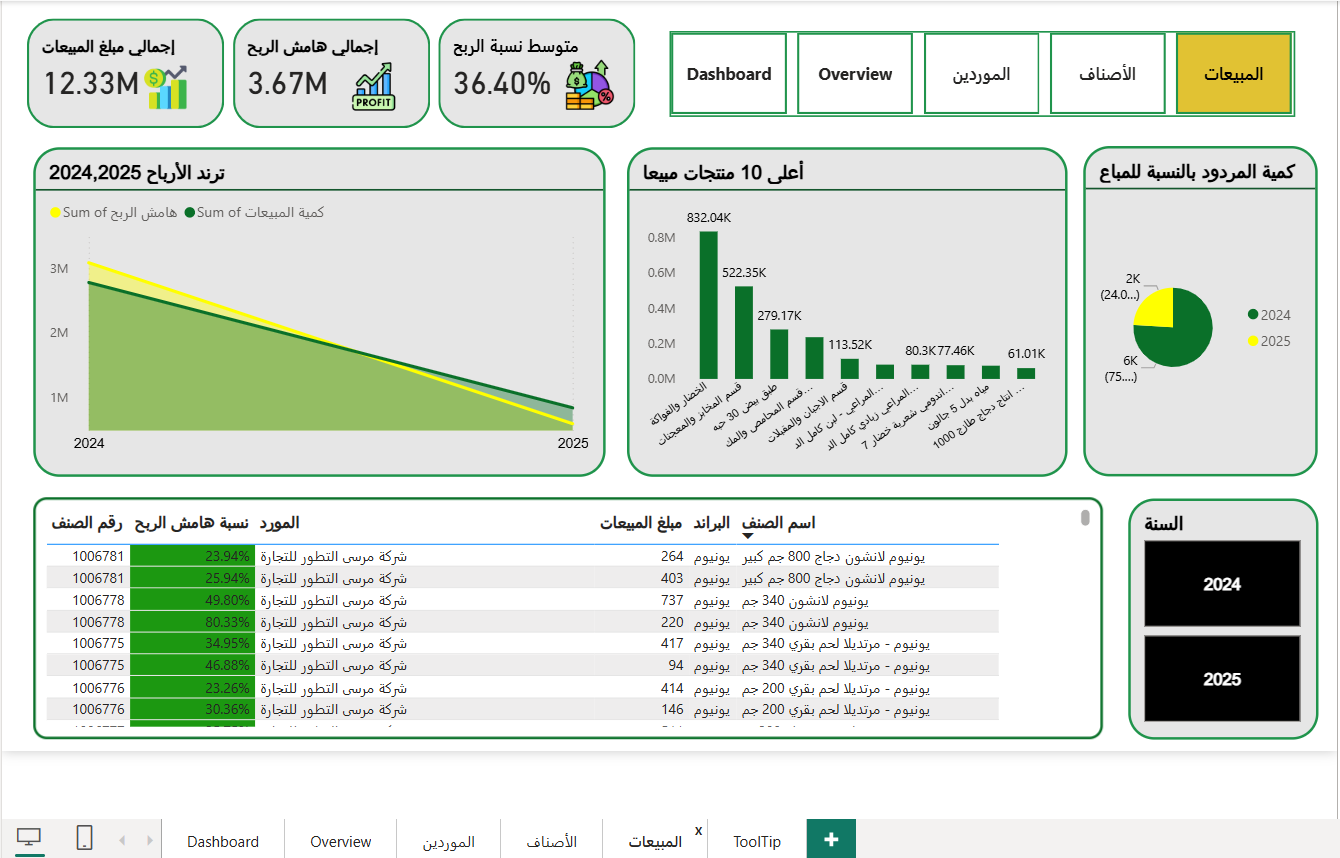 إجمالي مبلغ المبيعات
12.33M
إجمالي هامش الربح
3.67M
PROFIT
متوسط نسبة الربح
36.40%
Dashboard
Overview
الموردين
الأصناف
المبيعات
ترند الأرباح 2024,2025
Sum of هامش الربح
Sum of كمية المبيعات
3M
2M
1M
2024
2025
أعلى 10 منتجات مبيعا
0.8M
0.6M
0.4M
0.2M
0.0M
832.04K
522.35K
279.17K
113.52K
80.3K
77.46K
61.01K
الخضار والفواكة
قسم المخابز والمعجنات
طبق بيض 30 حبه
قسم المحامص والمك...
قسم الاجبان والمقبلات
المراعي - لبن كامل الد...
المراعي زبادي كامل الد...
اندومي شعرية خضار 7...
مياه بدل 5 جالون
انتاج دجاج طازج 1000 ...
كمية المردود بالنسبة للمباع
2K
(24.0...)
6K
(75....)
2024
2025
رقم الصنف نسبة هامش الربح المورد مبلغ المبيعات البراند اسم الصنف
1006781 23.94% شركة مرسى التطور للتجارة 264 يونيوم يونيوم لانشون دجاج 800 جم كبير
1006781 25.94% شركة مرسى التطور للتجارة 403 يونيوم يونيوم لانشون دجاج 800 جم كبير
1006778 49.80% شركة مرسى التطور للتجارة 737 يونيوم يونيوم لانشون 340 جم
1006778 80.33% شركة مرسى التطور للتجارة 220 يونيوم يونيوم لانشون 340 جم
1006775 34.95% شركة مرسى التطور للتجارة 417 يونيوم يونيوم - مرتديلا لحم بقري 340 جم
1006775 46.88% شركة مرسى التطور للتجارة 94 يونيوم يونيوم - مرتديلا لحم بقري 340 جم
1006776 23.26% شركة مرسى التطور للتجارة 414 يونيوم يونيوم - مرتديلا لحم بقري 200 جم
1006776 30.36% شركة مرسى التطور للتجارة 146 يونيوم يونيوم - مرتديلا لحم بقري 200 جم
السنة
2024
2025
Dashboard
Overview
الموردين
الأصناف
المبيعات
x
ToolTip
+